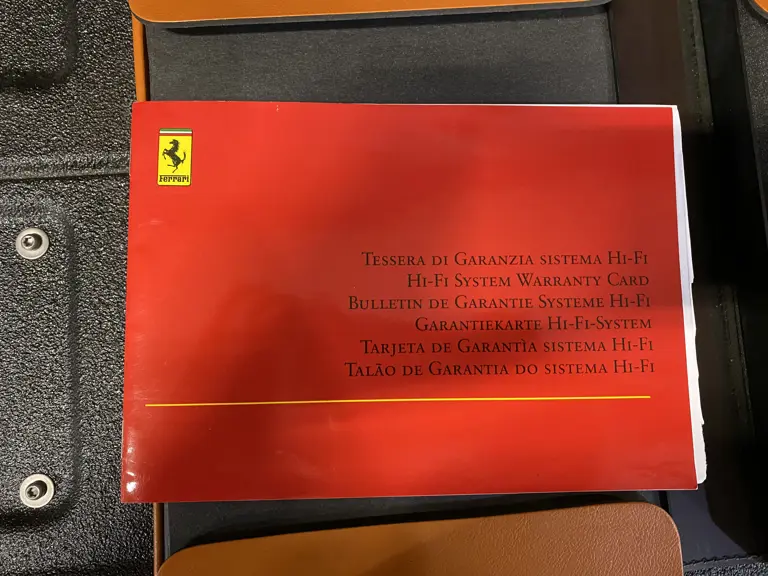 Ferrari
Tessera di Garanzia sistema Hi-Fi
Hi-Fi System Warranty Card
Bulletin de Garantie Systeme Hi-Fi
Garantiekarte Hi-Fi-System
Tarjeta de Garantìa sistema Hi-Fi
Talão de Garantia do sistema Hi-Fi